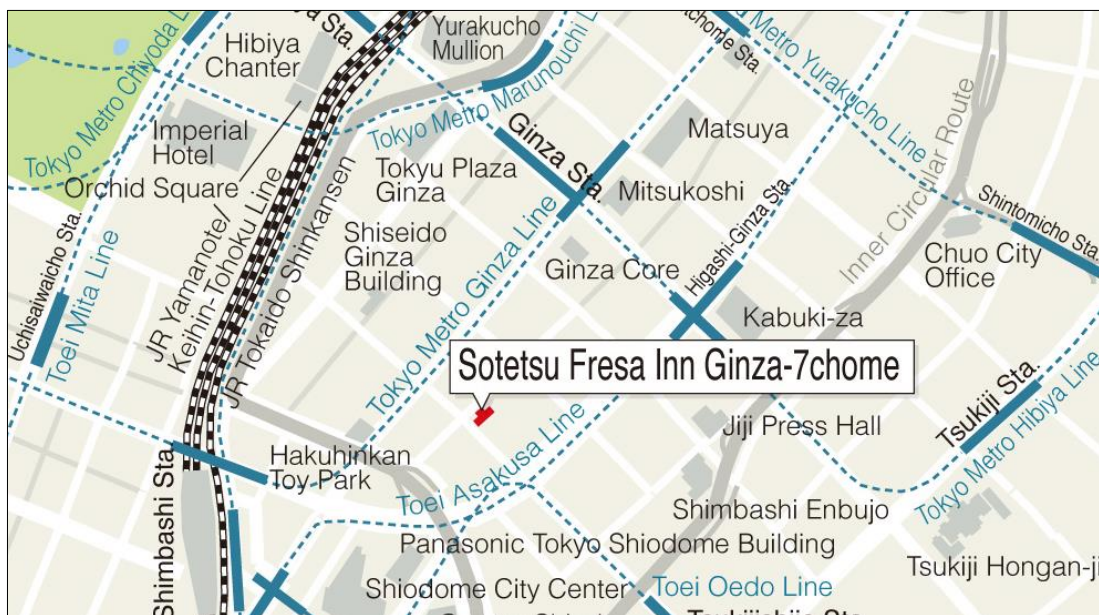 Hibiya
Chanter
ya Sta.
Yurakucho
Mullion
chome Sta.
Metro Yurakucho Line
Tokyo Metro Chiyoda L
Imperial
Hotel
Orchid Square
Tokyo Metro Marunouchi L
Ginza Sta.
Matsuya
Mitsukoshi
Tokyu Plaza
Ginza
Shiseido
Ginza
Building
Ginza Core
Higashi-Ginza Sta.
Inner Circular Route
Shintomicho Sta.
Chuo City
Office
Kabuki-za
Uchisaiwaicho Sta.
Toei Mita Line
JR Yamanote/
Keihin-Tohoku Line
JR Tokaido Shinkansen
Tokyo Metro Ginza Line
Sotetsu Fresa Inn Ginza-7chome
Tsukiji Sta.
Tokyo Metro Hibiya Line
Jiji Press Hall
Hakuhinkan
Toy Park
Toei Asakusa Line
Shimbashi Sta.
Shimbashi Enbujo
Panasonic Tokyo Shiodome Building
Tsukiji Hongan-ji
Shiodome City Center
Toei Oedo Line